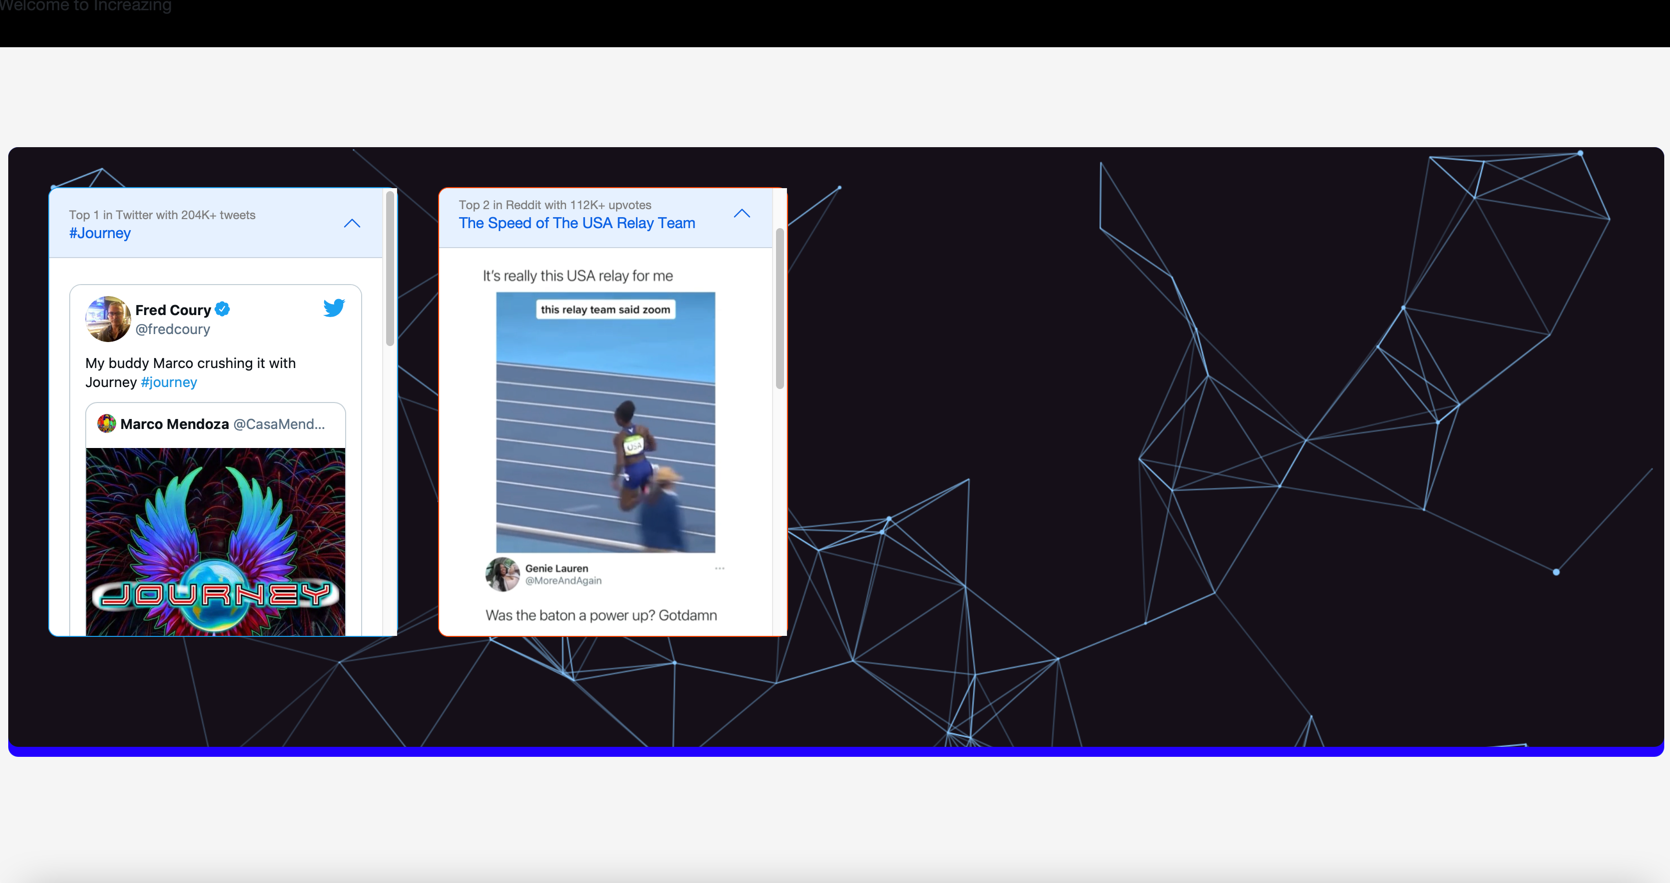 Welcome to Increazing
Top 1 in Twitter with 204K+ tweets
#Journey
Fred Coury
@fredcoury
My buddy Marco crushing it with
Journey #journey
Marco Mendoza @CasaMend...
JOURNEY
Top 2 in Reddit with 112K+ upvotes
The Speed of The USA Relay Team
It's really this USA relay for me
this relay team said zoom
USA
Genie Lauren
@MoreAndAgain
Was the baton a power up? Gotdamn